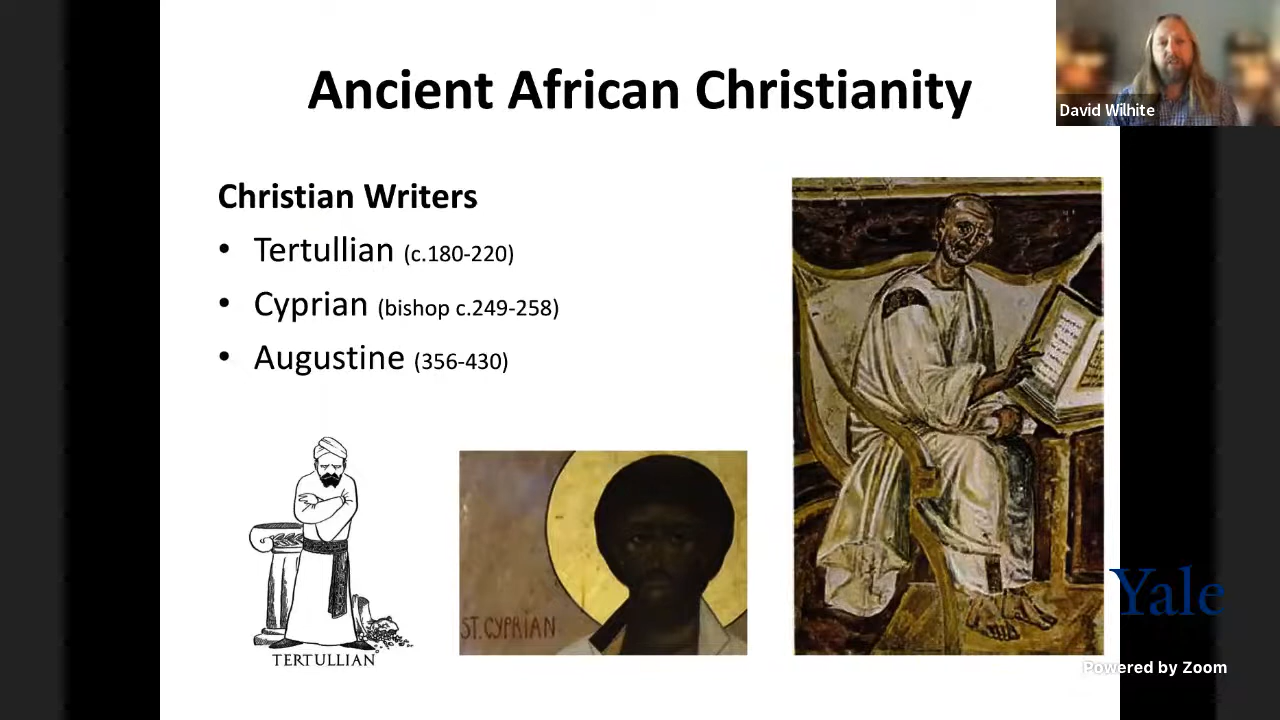 Ancient African Christianity
David Wilhite
Christian Writers
• Tertullian (c.180-220)
• Cyprian (bishop c.249-258)
• Augustine (356-430)
TERTULLIAN
ST. CYPRIAN
Yale
Powered by Zoom